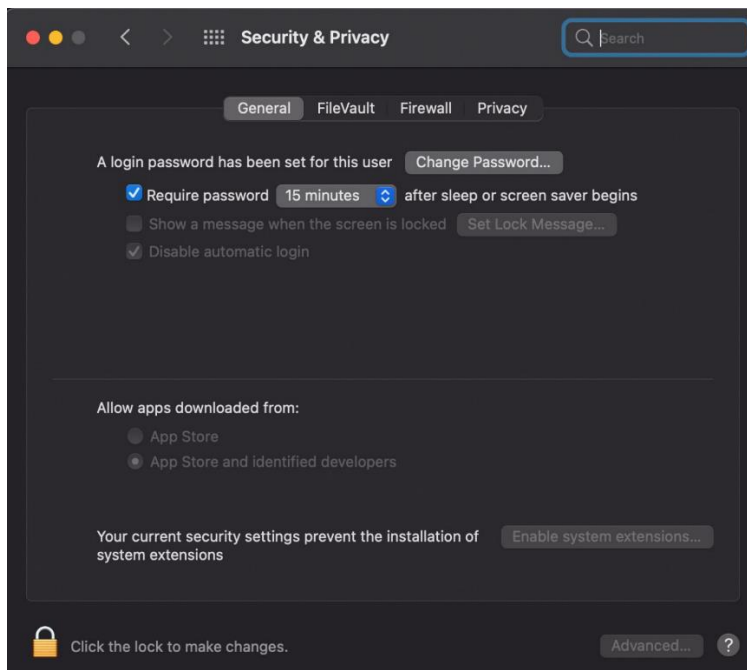 Security & Privacy
Search
General FileVault Firewall Privacy
A login password has been set for this user Change Password...
Require password 15 minutes after sleep or screen saver begins
Show a message when the screen is locked Set Lock Message...
Disable automatic login
Allow apps downloaded from:
App Store
App Store and identified developers
Your current security settings prevent the installation of Enable system extensions...
system extensions
Click the lock to make changes. Advanced... ?